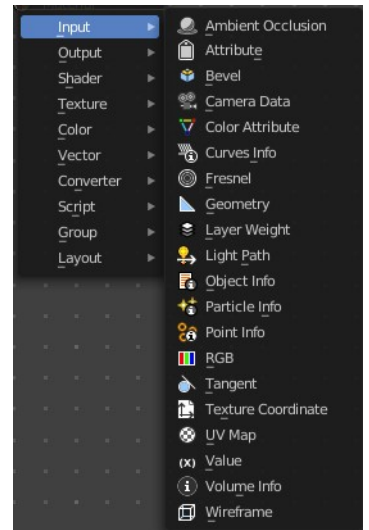 Input
Output
Shader
Texture
Color
Vector
Converter
Script
Group
Layout
Ambient Occlusion
Attribute
Bevel
Camera Data
Color Attribute
Curves Info
Fresnel
Geometry
Layer Weight
Light Path
Object Info
Particle Info
Point Info
RGB
Tangent
Texture Coordinate
UV Map
(x) Value
Volume Info
Wireframe